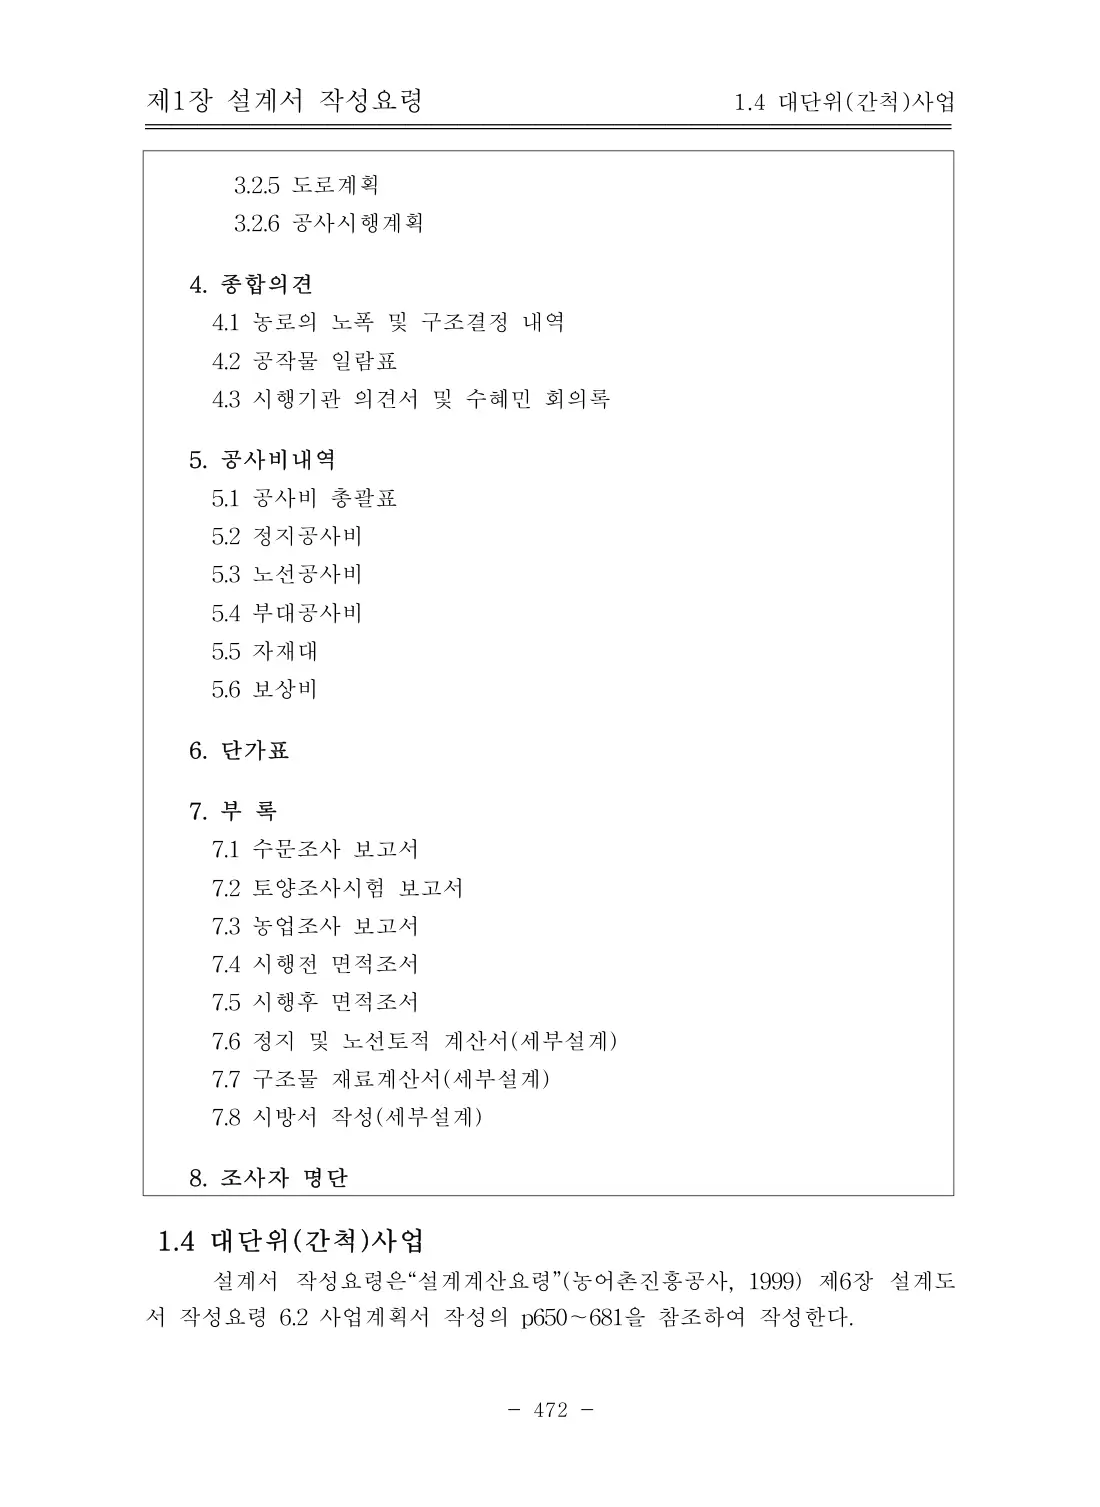 제1장 설계서 작성요령
1.4 대단위(간척)사업
3.2.5 도로계획
3.2.6 공사시행계획
4. 종합의견
4.1 농로의 노폭 및 구조결정 내역
4.2 공작물 일람표
4.3 시행기관 의견서 및 수혜민 회의록
5. 공사비내역
5.1 공사비 총괄표
5.2 정지공사비
5.3 노선공사비
5.4 부대공사비
5.5 자재대
5.6 보상비
6. 단가표
7. 부 록
7.1 수문조사 보고서
7.2 토양조사시험 보고서
7.3 농업조사 보고서
7.4 시행전 면적조서
7.5 시행후 면적조서
7.6 정지 및 노선토적 계산서(세부설계)
7.7 구조물 재료계산서(세부설계)
7.8 시방서 작성(세부설계)
8. 조사자 명단
1.4 대단위(간척)사업
설계서 작성요령은“설계계산요령”(농어촌진흥공사, 1999) 제6장 설계도
서 작성요령 6.2 사업계획서 작성의 p650∼681을 참조하여 작성한다.
- 472 -